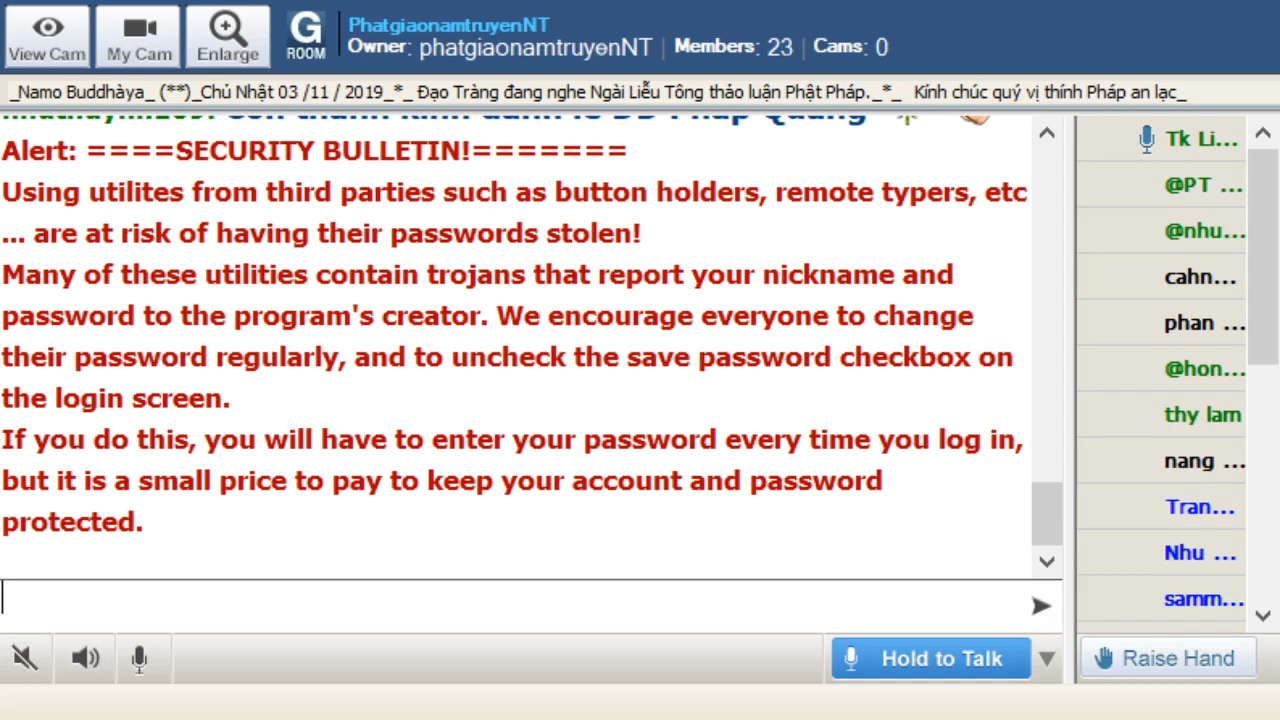 View Cam
My Cam
Enlarge
G
ROOM
PhatgiaonamtruyenNT
Owner: phatgiaonamtruyenNT | Members: 23 | Cams: 0
_Namo Buddhàya_ (**)_Chủ Nhật 03 /11 / 2019_*_ Đạo Tràng đang nghe Ngài Liễu Tông thảo luận Phật Pháp._*_ Kính chúc quý vị thính Pháp an lạc_
Alert: ====SECURITY BULLETIN!=======
Using utilites from third parties such as button holders, remote typers, etc
... are at risk of having their passwords stolen!
Many of these utilities contain trojans that report your nickname and
password to the program's creator. We encourage everyone to change
their password regularly, and to uncheck the save password checkbox on
the login screen.
If you do this, you will have to enter your password every time you log in,
but it is a small price to pay to keep your account and password
protected.
Tk Li...
@PT ...
@nhu...
cahn...
phan ...
@hon...
thy lam
nang ...
Tran...
Nhu ...
samm...
Hold to Talk
Raise Hand